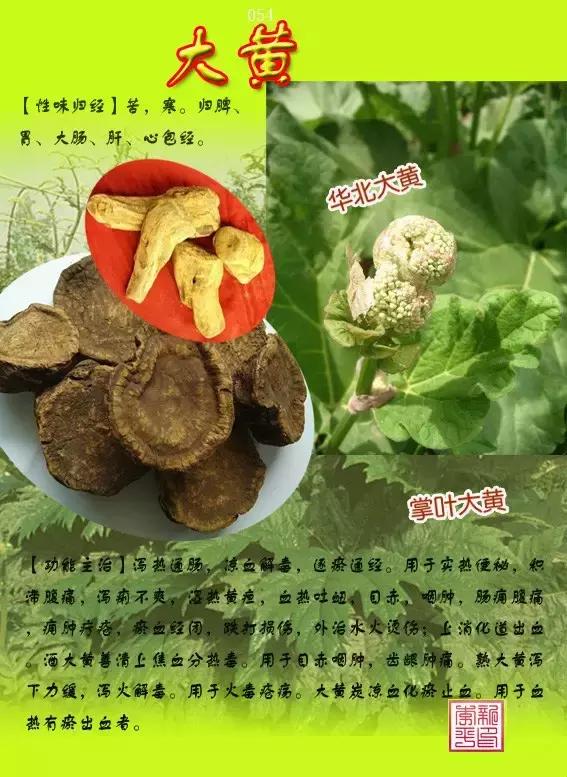 054
大黄
【性味归经】苦，寒。归脾、
胃、大肠、肝、心包经。
华北大黄
掌叶大黄
【功能主治】泻热通肠，凉血解毒，逐瘀通经。用于实热便秘，积
滞腹痛，泻痢不爽，湿热黄疸，血热吐衄，目赤，咽肿，肠痈腹痛
，痈肿疔疮，瘀血经闭，跌打损伤，外治水火烫伤；上消化道出血
。酒大黄善清上焦血分热毒。用于目赤咽肿，齿龈肿痛。熟大黄泻
下力缓，泻火解毒。用于火毒疮疡。大黄炭凉血化瘀止血。用于血
热有瘀出血者。